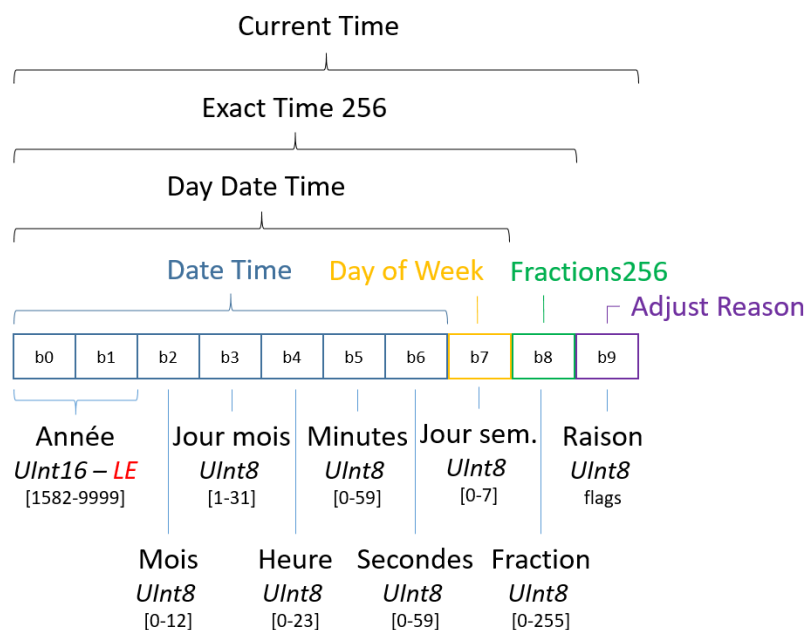 Current Time
Exact Time 256
Day Date Time
Date Time
Day of Week
Fractions256
Adjust Reason
b0
b1
b2
b3
b4
b5
b6
b7
b8
b9
Année
UInt16 – LE
[1582-9999]
Jour mois
UInt8
[1-31]
Minutes
UInt8
[0-59]
Jour sem.
UInt8
[0-7]
Raison
UInt8
flags
Mois
UInt8
[0-12]
Heure
UInt8
[0-23]
Secondes
UInt8
[0-59]
Fraction
UInt8
[0-255]